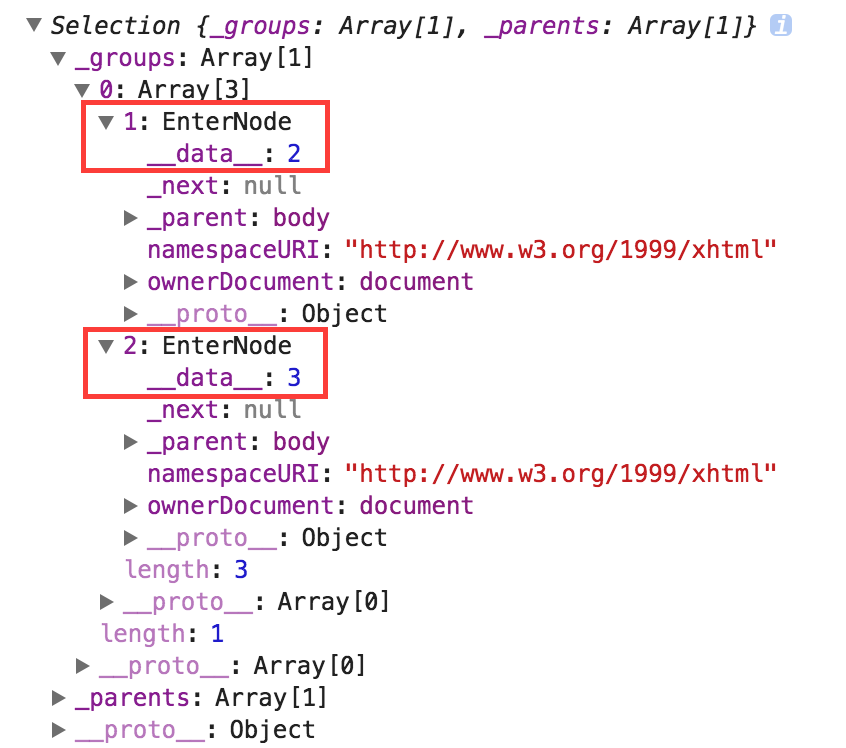 ▼ Selection {_groups: Array[1], _parents: Array[1]} i
▼ _groups: Array[1]
▼ 0: Array[3]
▼ 1: EnterNode
__data__: 2
_next: null
▶ _parent: body
namespaceURI: "http://www.w3.org/1999/xhtml"
▶ ownerDocument: document
▶ __proto__: Object
▼ 2: EnterNode
__data__: 3
_next: null
▶ _parent: body
namespaceURI: "http://www.w3.org/1999/xhtml"
▶ ownerDocument: document
▶ __proto__: Object
length: 3
▶ __proto__: Array[0]
length: 1
▶ __proto__: Array[0]
▶ _parents: Array[1]
▶ __proto__: Object